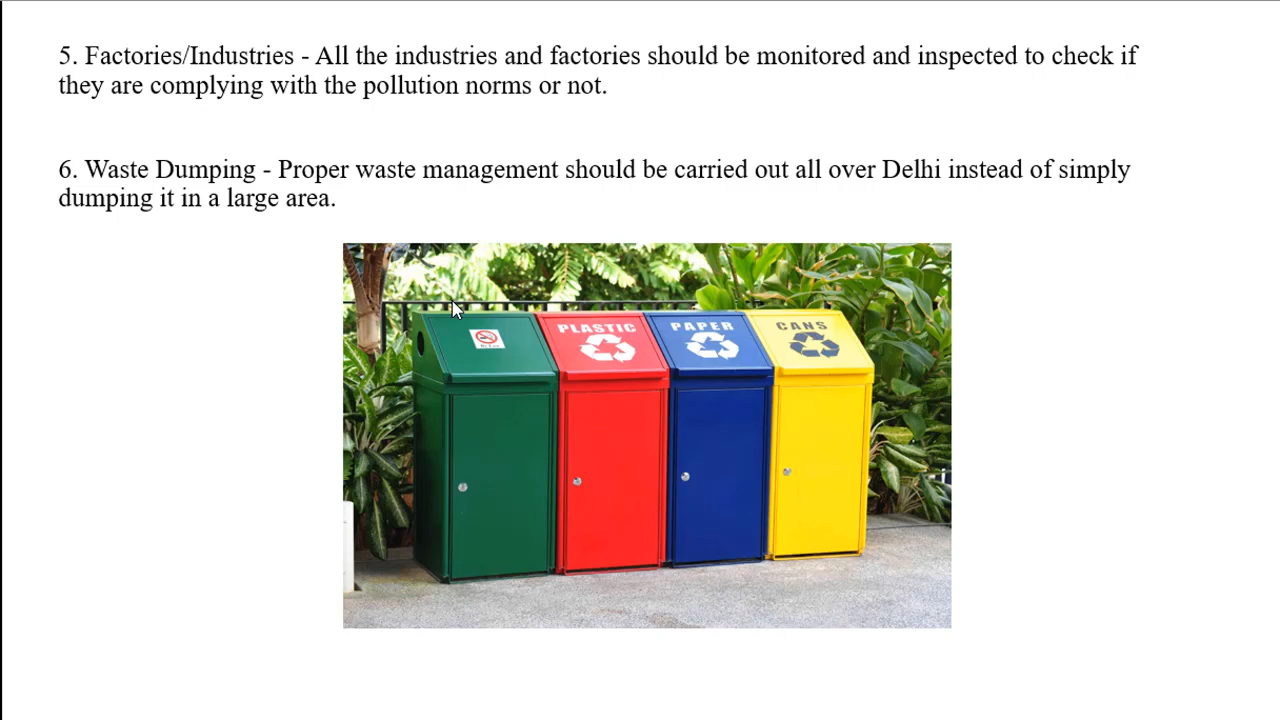 5. Factories/Industries - All the industries and factories should be monitored and inspected to check if
they are complying with the pollution norms or not.
6. Waste Dumping - Proper waste management should be carried out all over Delhi instead of simply
dumping it in a large area.
PLASTIC
PAPER
CANS